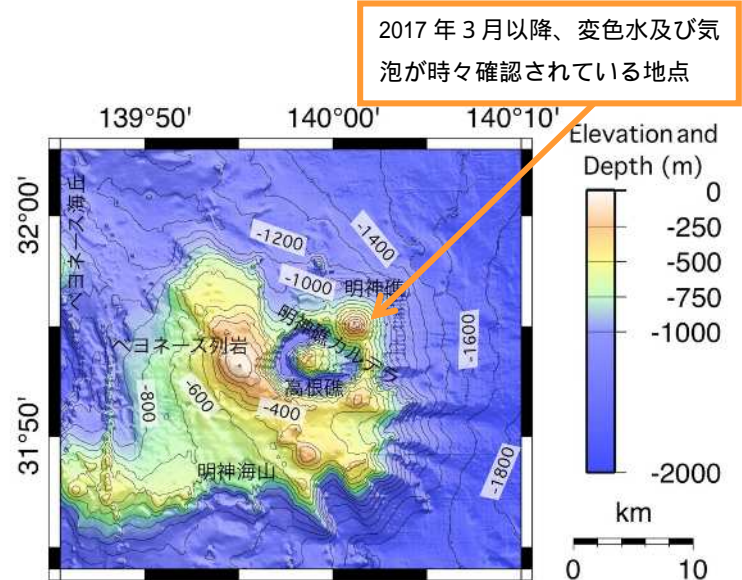 2017 年３月以降、変色水及び気
泡が時々確認されている地点
139°50'
140°00'
140°10'
Elevation and
Depth (m)
0
-250
-500
-750
-1000
-2000
km
0
10
32°00'
31°50'
ベヨネース海丘
-1200
-1400
-1000
明神礁
明神礁カルデラ
ベヨネース列岩
-1600
高根礁
-800
-600
-400
明神海山
-1800